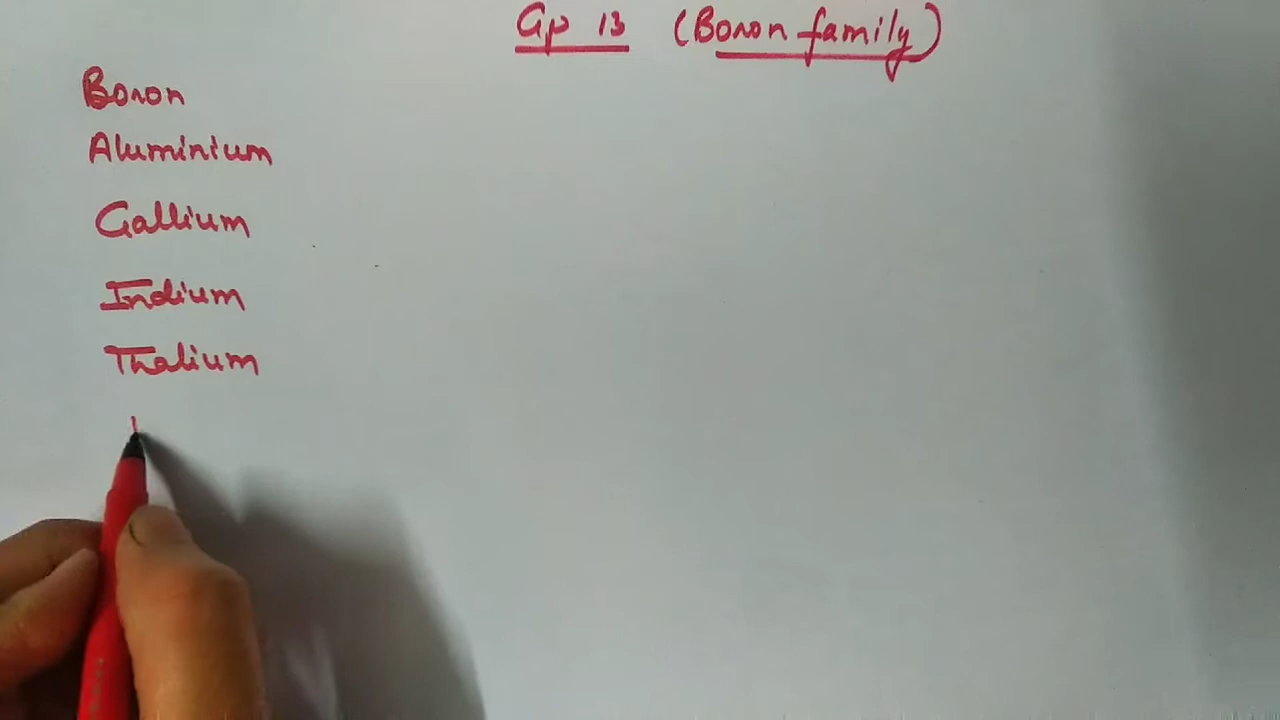 Gp 13 (Boron family)
Boron
Aluminium
Gallium
Indium
Thalium